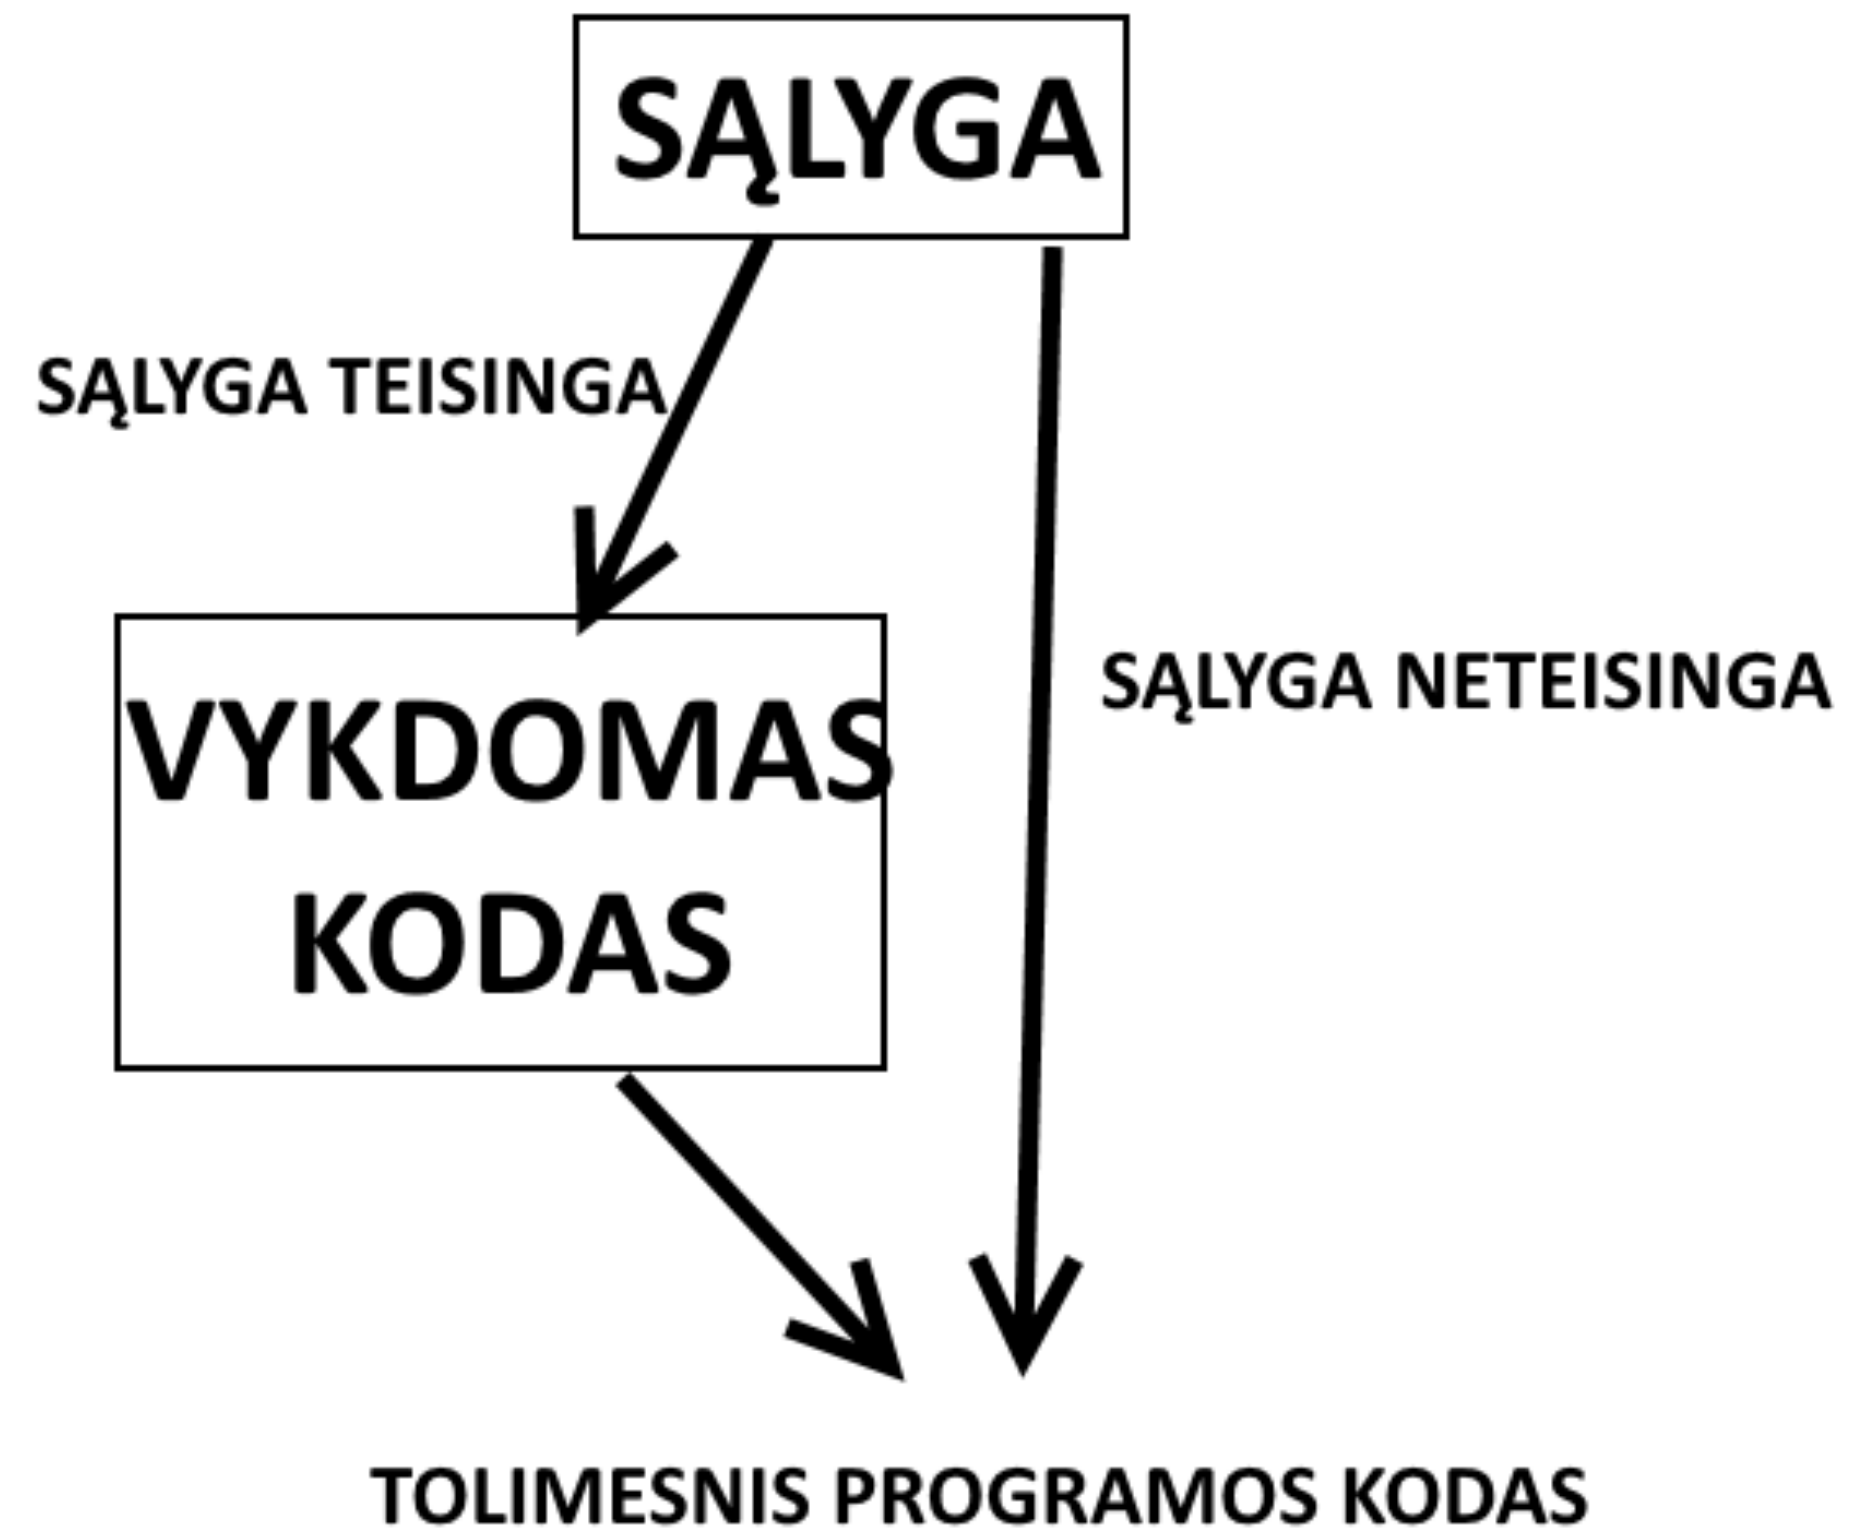 SĄLYGA
SĄLYGA TEISINGA
SĄLYGA NETEISINGA
VYKDOMAS
KODAS
TOLIMESNIS PROGRAMOS KODAS